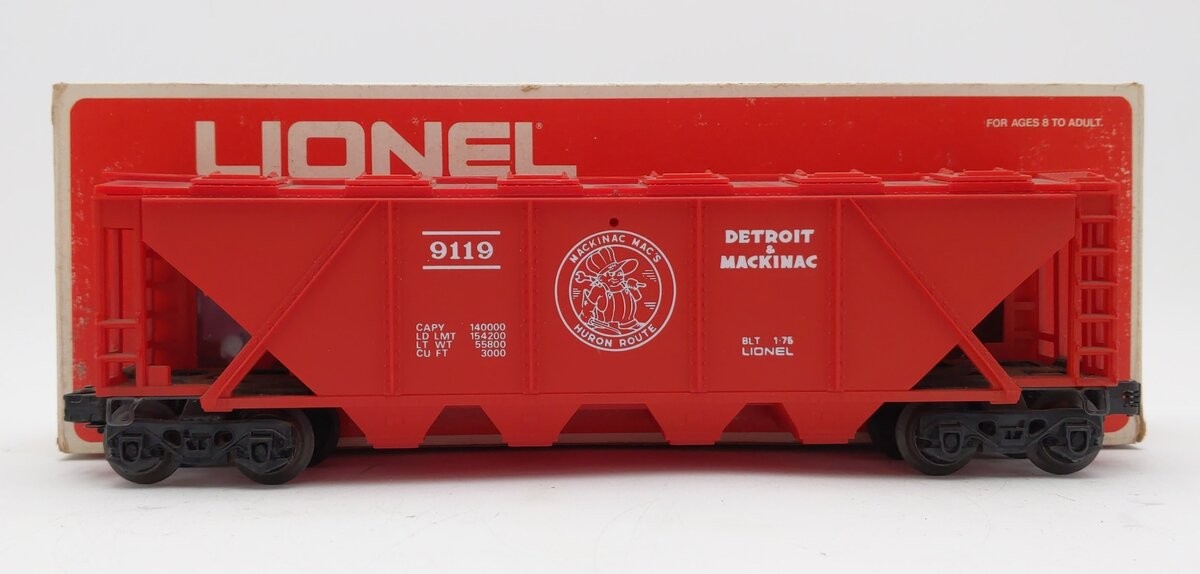 LIONEL®
FOR AGES 8 TO ADULT.
9119
MACKINAC MAC'S
HURON ROUTE
DETROIT
&
MACKINAC
CAPY 140000
LD LMT 154200
LT WT 55800
CU FT 3000
BLT 1-75
LIONEL